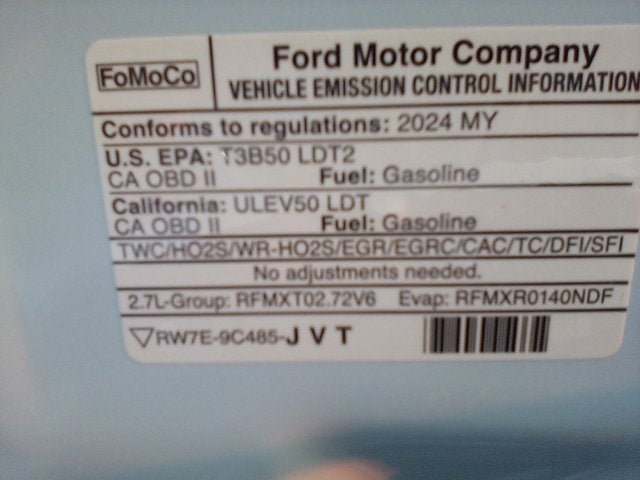 FoMoCo
Ford Motor Company
VEHICLE EMISSION CONTROL INFORMATION
Conforms to regulations: 2024 MY
U.S. EPA: T3B50 LDT2
CA OBD II Fuel: Gasoline
California: ULEV50 LDT
CA OBD II Fuel: Gasoline
TWC/HO2S/WR-HO2S/EGR/EGRC/CAC/TC/DFI/SFI
No adjustments needed.
2.7L-Group: RFMXT02.72V6 Evap: RFMXR0140NDF
▽RW7E-9C485-J V T